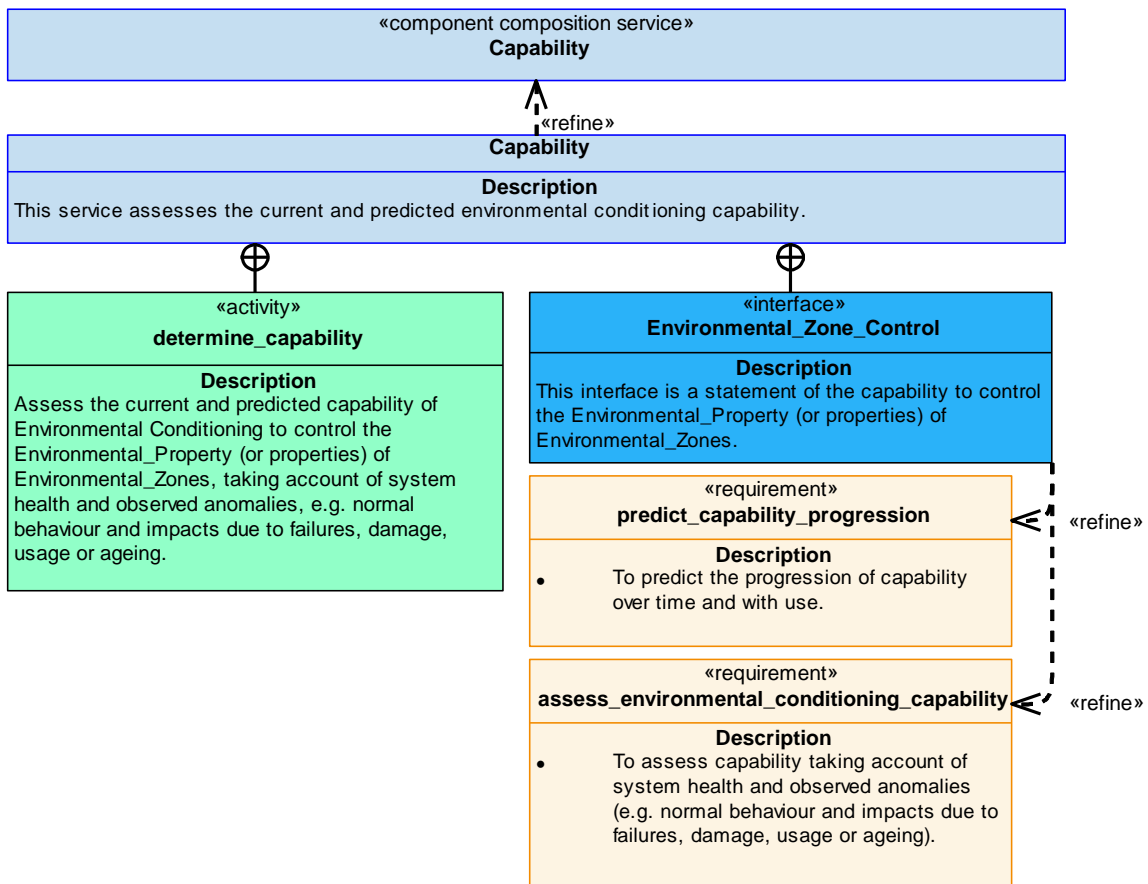 «component composition service»
Capability
«refine»
Capability
Description
This service assesses the current and predicted environmental conditioning capability.
«activity»
determine_capability
Description
Assess the current and predicted capability of
Environmental Conditioning to control the
Environmental_Property (or properties) of
Environmental_Zones, taking account of system
health and observed anomalies, e.g. normal
behaviour and impacts due to failures, damage,
usage or ageing.
«interface»
Environmental_Zone_Control
Description
This interface is a statement of the capability to control
the Environmental_Property (or properties) of
Environmental_Zones.
«requirement»
predict_capability_progression
«refine»
Description
• To predict the progression of capability
over time and with use.
«requirement»
assess_environmental_conditioning_capability
«refine»
Description
• To assess capability taking account of
system health and observed anomalies
(e.g. normal behaviour and impacts due to
failures, damage, usage or ageing).